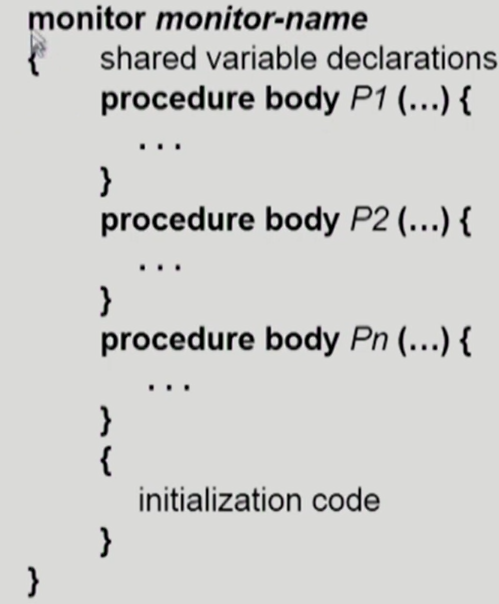 monitor monitor-name
{ shared variable declarations
procedure body P1 (...) {
...
}
procedure body P2 (...) {
...
}
procedure body Pn (...) {
...
}
{
initialization code
}
}